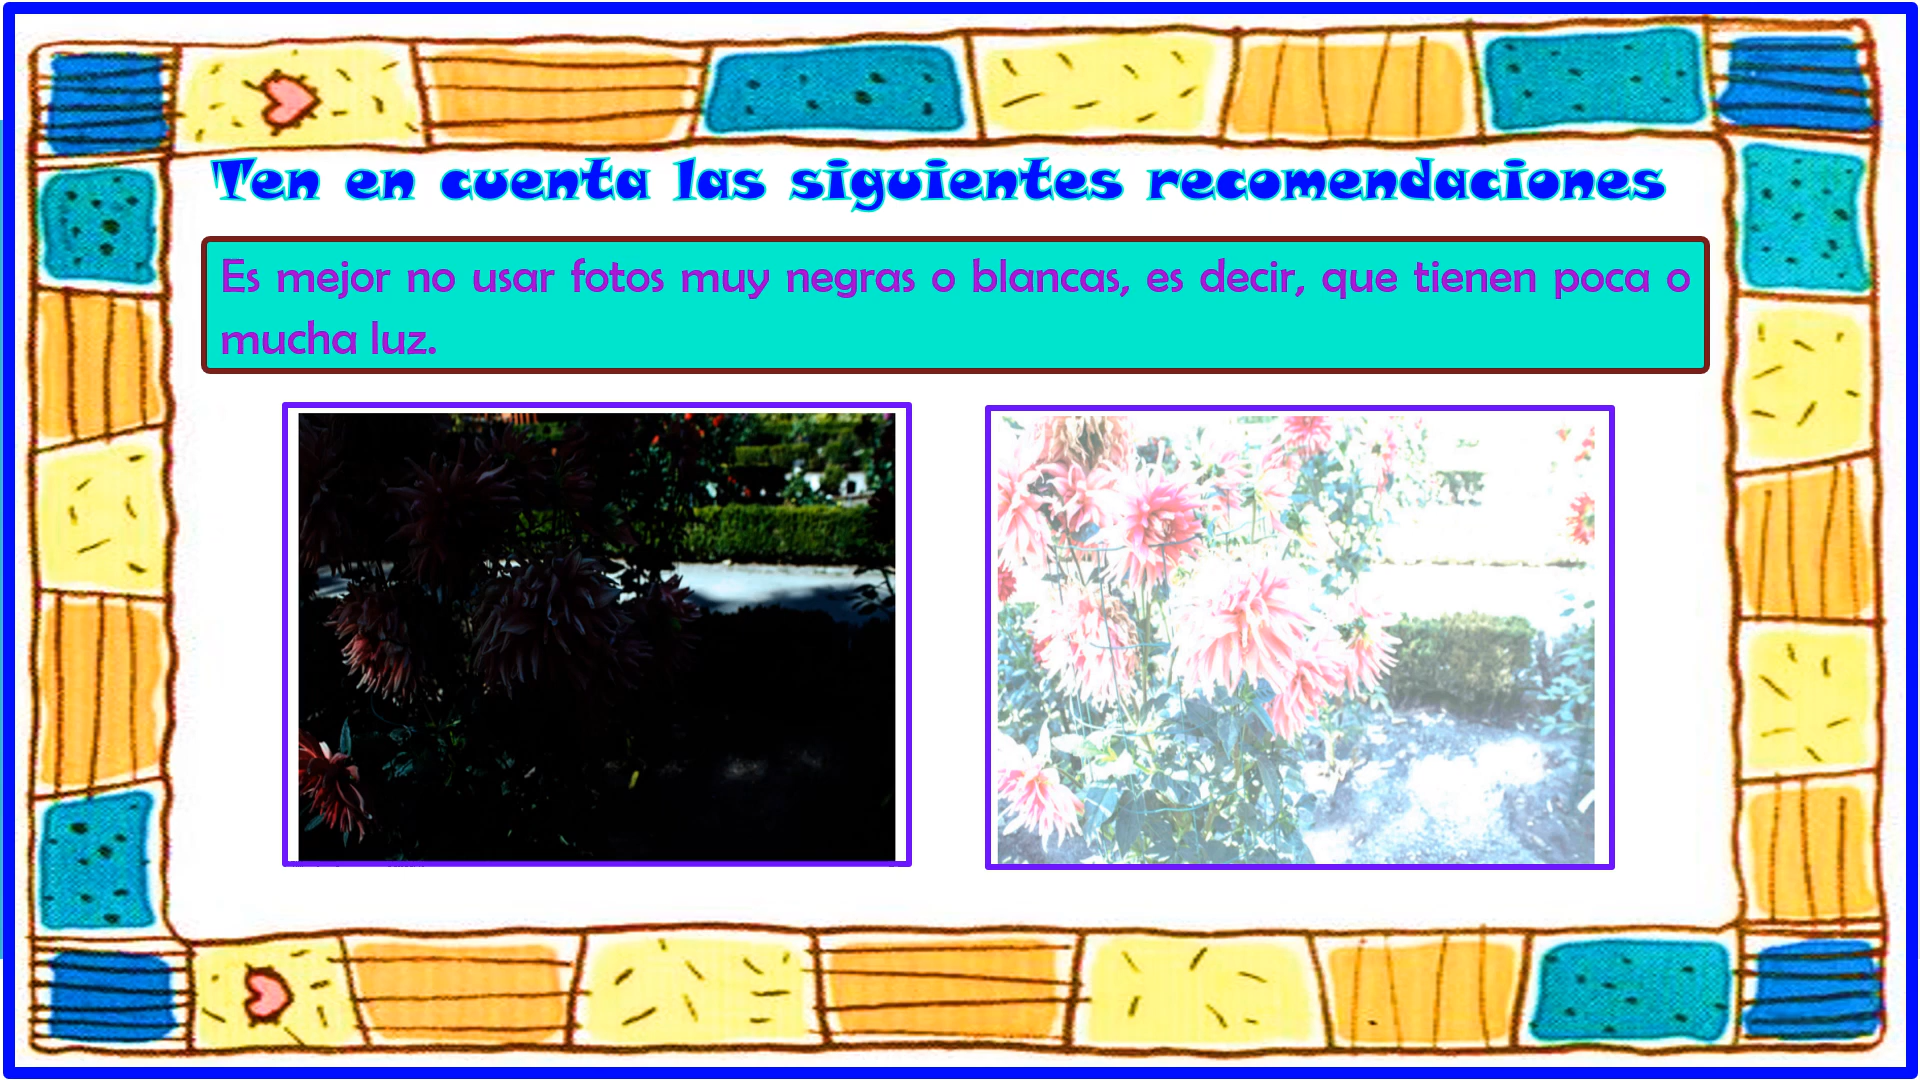 Ten en cuenta las siguientes recomendaciones
Es mejor no usar fotos muy negras o blancas, es decir, que tienen poca o
mucha luz.